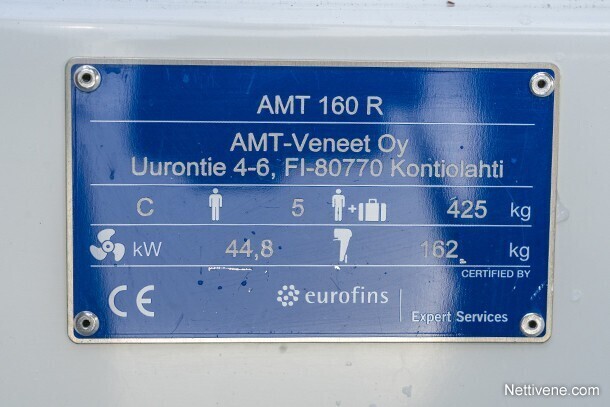 AMT 160 R
AMT-Veneet Oy
Uurontie 4-6, FI-80770 Kontiolahti
C 5 + 425 kg
kW 44,8 162 kg
CERTIFIED BY
CE eurofins Expert Services
Nettivene.com